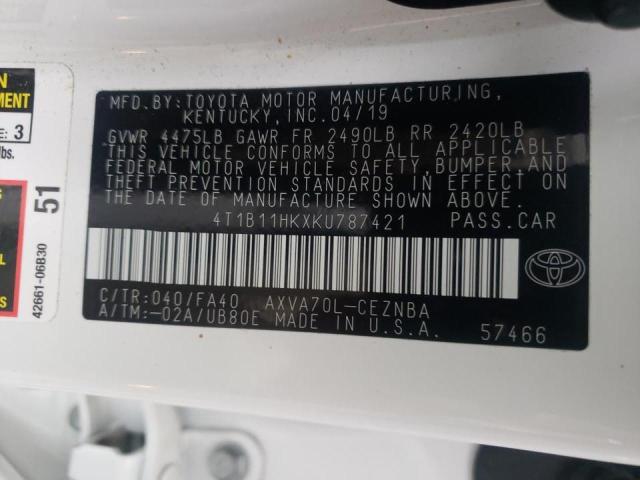 MFD.BY:TOYOTA MOTOR MANUFACTURING,
KENTUCKY, INC.04/19
GVWR 4475LB GAWR FR 2490LB RR 2420LB
THIS VEHICLE CONFORMS TO ALL APPLICABLE
FEDERAL MOTOR VEHICLE SAFETY,BUMPER,AND
THEFT PREVENTION STANDARDS IN EFFECT ON
THE DATE OF MANUFACTURE SHOWN ABOVE.
4T1B11HKXKU787421 PASS.CAR
C/TR:040/FA40 AXVA70L-CEZNBA
A/TM:-02A/UB80E MADE IN U.S.A.
57466
N
MENT
E: 3
lbs.
51
42661-06B30